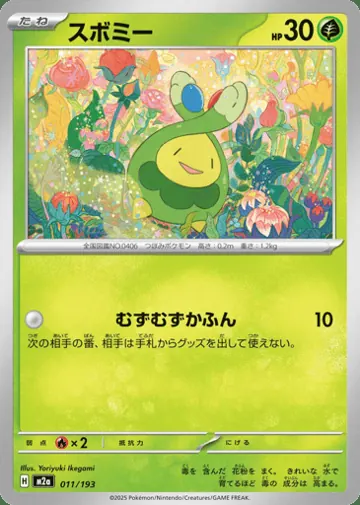 たね スボミー HP30
全国図鑑NO.0406 つぼみポケモン 高さ:0.2m 重さ:1.2kg
むずむずかふん 10
次の相手の番、相手は手札からグッズを出して使えない。
弱点 ×2 抵抗力 にげる
Illus. Yoriyuki Ikegami
H m2a 011/193
毒を含んだ花粉をまく。きれいな水で
育てるほど毒の成分は高まる。
©2025 Pokémon/Nintendo/Creatures/GAME FREAK.